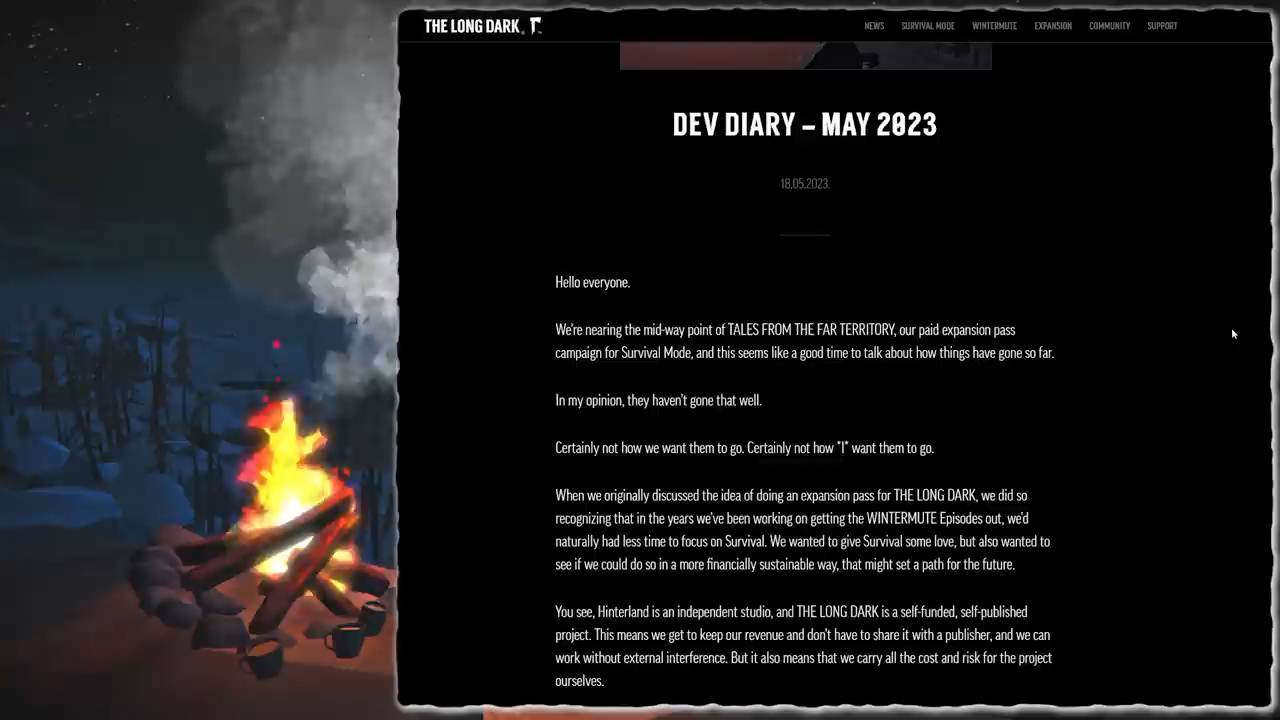 THE LONG DARK
NEWS SURVIVAL MODE WINTERMUTE EXPANSION COMMUNITY SUPPORT
DEV DIARY – MAY 2023
18.05.2023.
Hello everyone.
We're nearing the mid-way point of TALES FROM THE FAR TERRITORY, our paid expansion pass
campaign for Survival Mode, and this seems like a good time to talk about how things have gone so far.
In my opinion, they haven't gone that well.
Certainly not how we want them to go. Certainly not how *I* want them to go.
When we originally discussed the idea of doing an expansion pass for THE LONG DARK, we did so
recognizing that in the years we've been working on getting the WINTERMUTE Episodes out, we'd
naturally had less time to focus on Survival. We wanted to give Survival some love, but also wanted to
see if we could do so in a more financially sustainable way, that might set a path for the future.
You see, Hinterland is an independent studio, and THE LONG DARK is a self-funded, self-published
project. This means we get to keep our revenue and don't have to share it with a publisher, and we can
work without external interference. But it also means that we carry all the cost and risk for the project
ourselves.